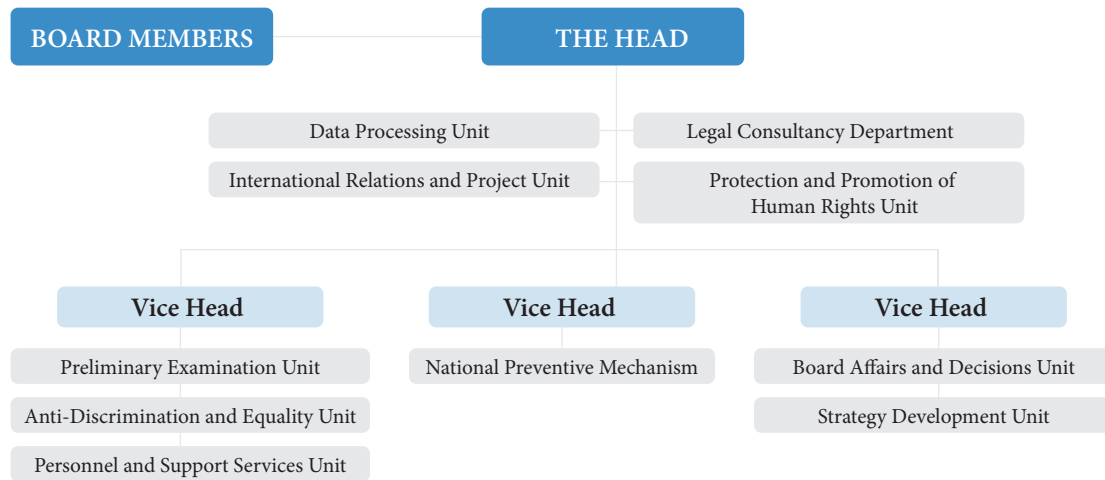 BOARD MEMBERS
THE HEAD
Data Processing Unit
Legal Consultancy Department
International Relations and Project Unit
Protection and Promotion of
Human Rights Unit
Vice Head
Vice Head
Vice Head
Preliminary Examination Unit
National Preventive Mechanism
Board Affairs and Decisions Unit
Anti-Discrimination and Equality Unit
Strategy Development Unit
Personnel and Support Services Unit